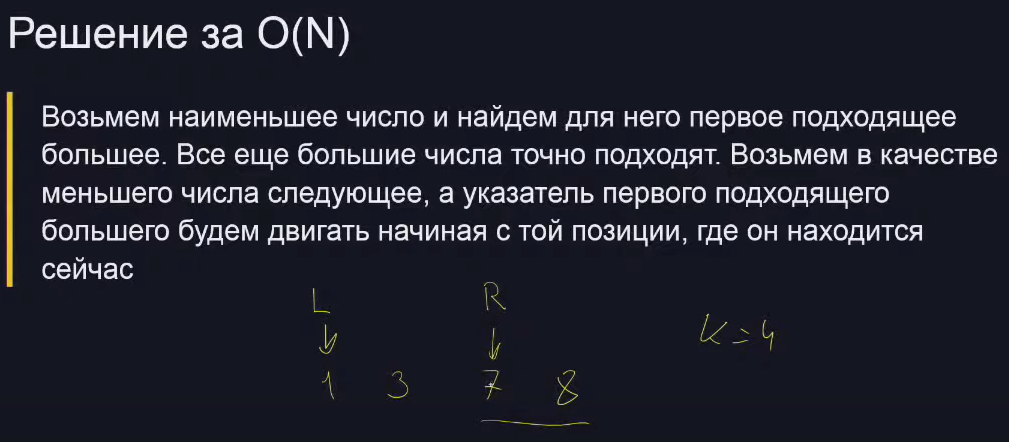 Решение за O(N)
Возьмем наименьшее число и найдем для него первое подходящее
большее. Все еще большие числа точно подходят. Возьмем в качестве
меньшего числа следующее, а указатель первого подходящего
большего будем двигать начиная с той позиции, где он находится
сейчас
L R
K = 4
1 3 7 8